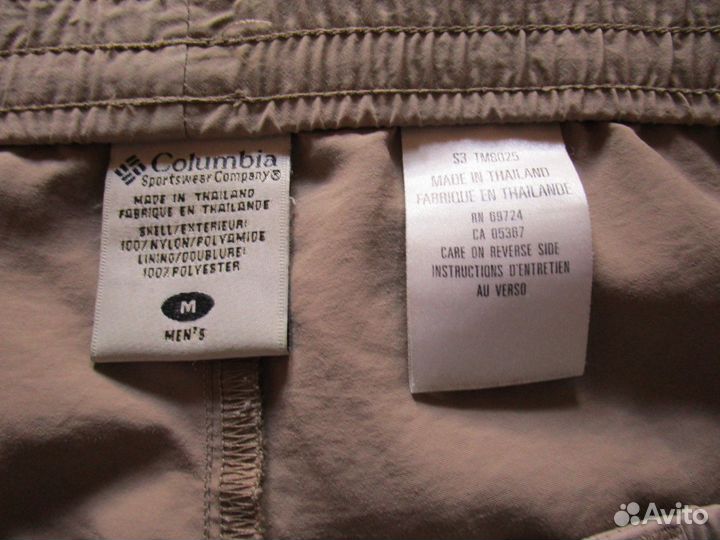 Columbia
Sportswear Company®
MADE IN THAILAND
FABRIQUE EN THAILANDE
SHELL/EXTERIEUR:
100%NYLON/POLYAMIDE
LINING/DOUBLURE:
100%POLYESTER
M
MEN'S
S3 TM8025
MADE IN THAILAND
FABRIQUE EN THAILANDE
RN 69724
CA 05367
CARE ON REVERSE SIDE
INSTRUCTIONS D'ENTRETIEN
AU VERSO
Avito